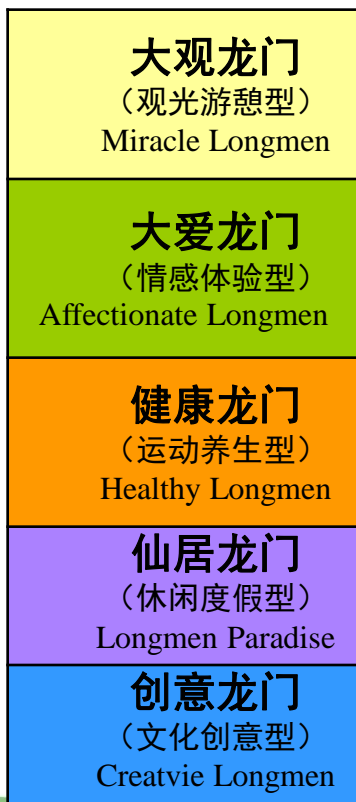 大观龙门
（观光游憩型）
Miracle Longmen
大爱龙门
（情感体验型）
Affectionate Longmen
健康龙门
（运动养生型）
Healthy Longmen
仙居龙门
（休闲度假型）
Longmen Paradise
创意龙门
（文化创意型）
Creatvie Longmen